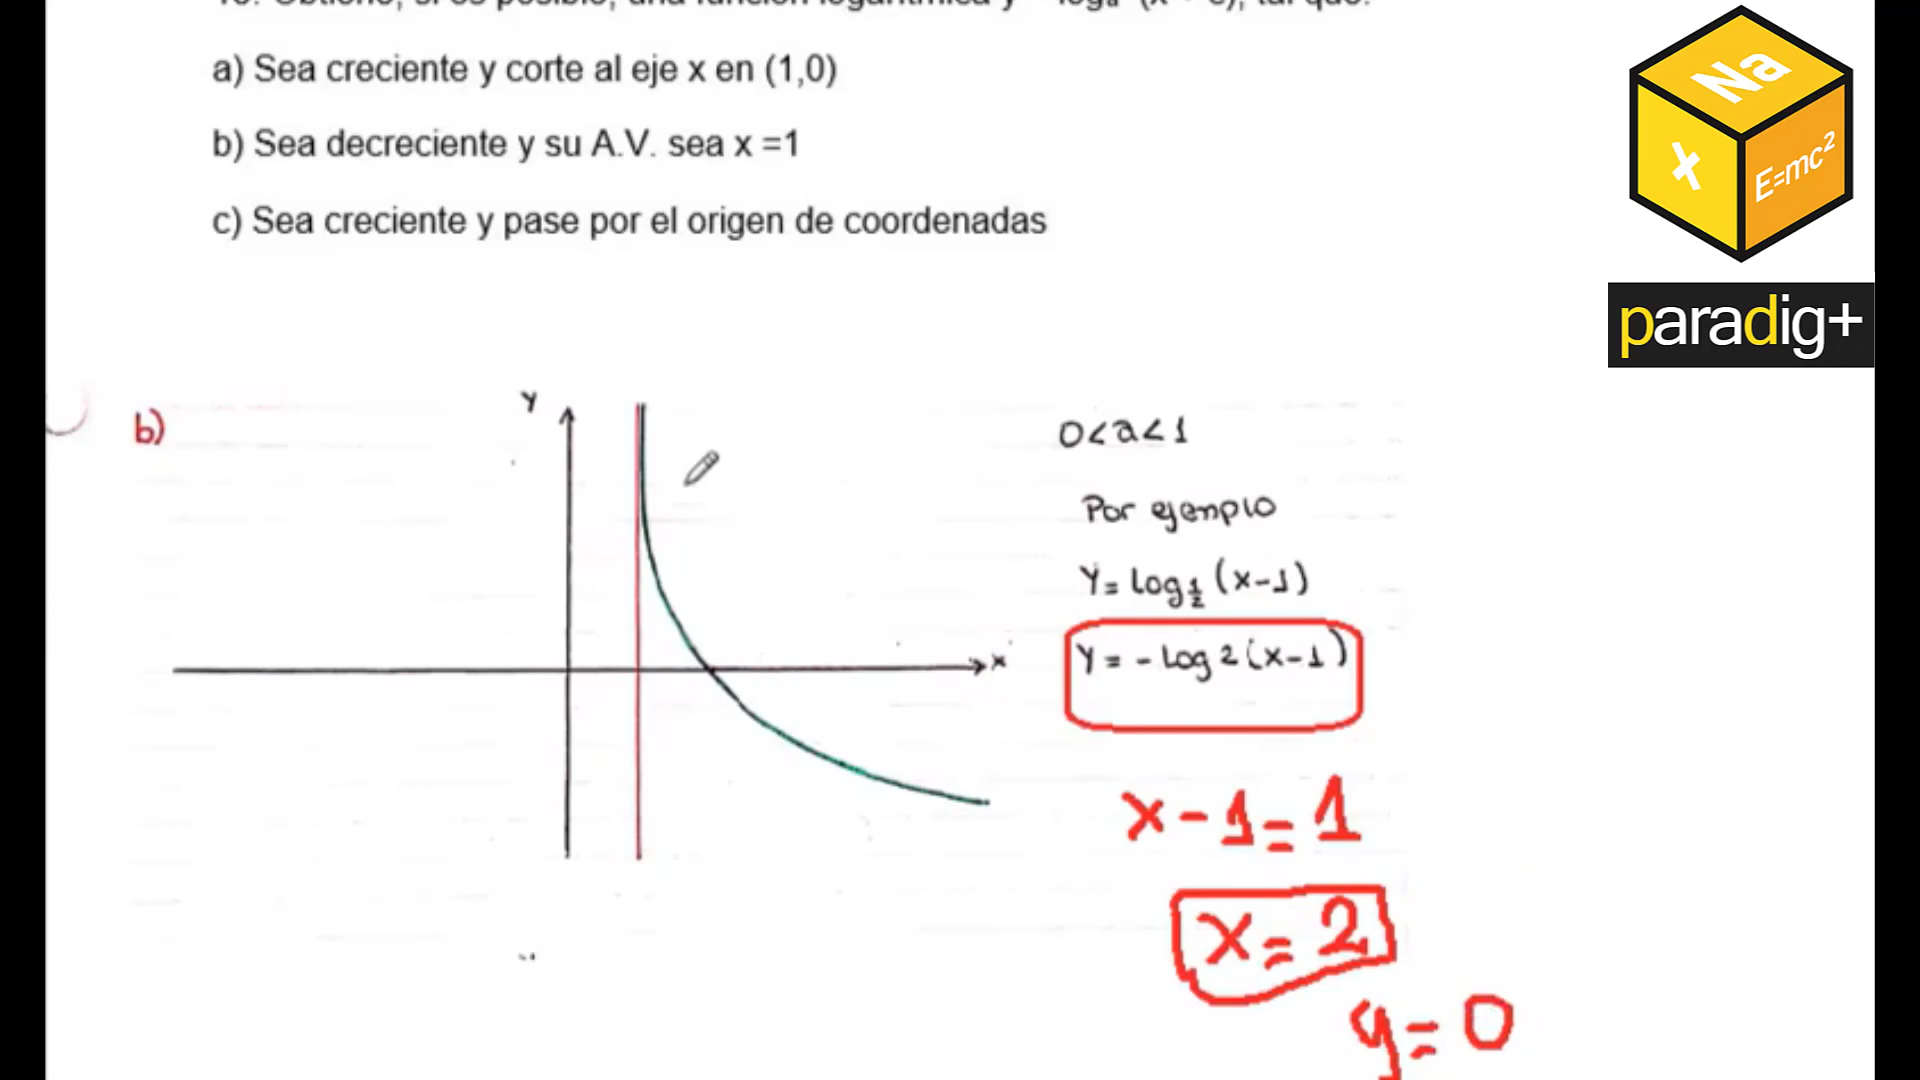 a) Sea creciente y corte al eje x en (1,0)
b) Sea decreciente y su A.V. sea x =1
c) Sea creciente y pase por el origen de coordenadas
Na
x
E=mc²
paradig+
b)
Y
x
0<a<1
Por ejemplo
Y= log½ (x-1)
Y = - log 2 (x-1)
x - 1 = 1
x = 2
y = 0